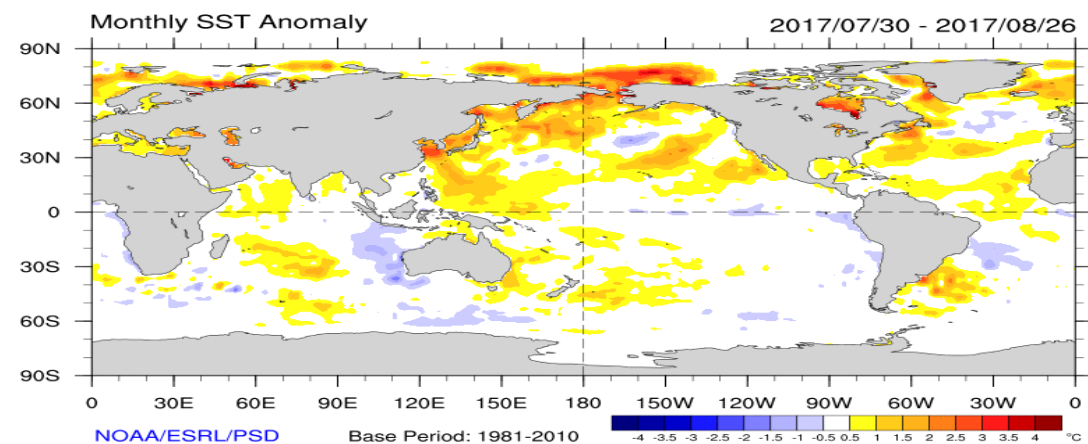 Monthly SST Anomaly 2017/07/30 - 2017/08/26
90N
60N
30N
0
30S
60S
90S
0 30E 60E 90E 120E 150E 180 150W 120W 90W 60W 30W 0
NOAA/ESRL/PSD Base Period: 1981-2010
-4 -3.5 -3 -2.5 -2 -1.5 -1 -0.5 0.5 1 1.5 2 2.5 3 3.5 4 °C